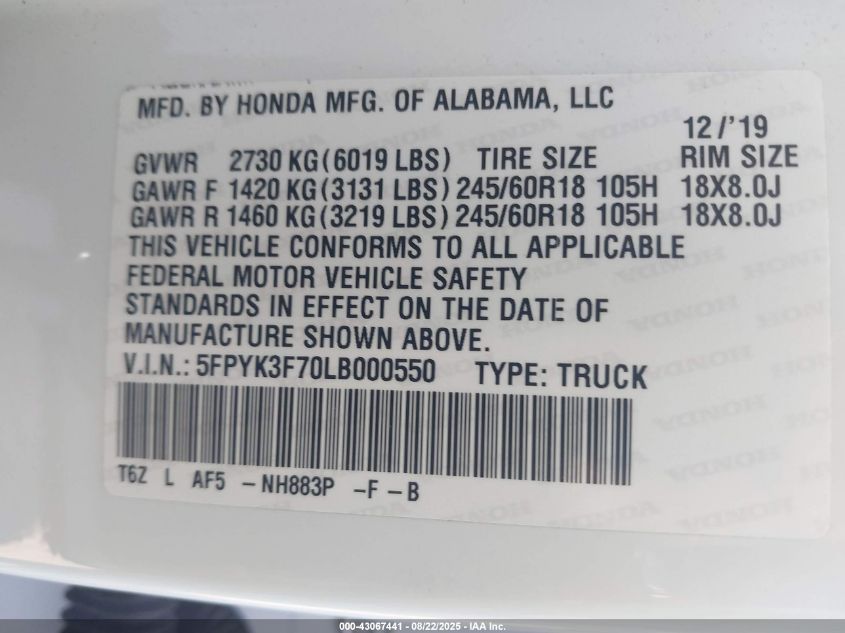 MFD. BY HONDA MFG. OF ALABAMA, LLC
12/'19
GVWR 2730 KG(6019 LBS) TIRE SIZE RIM SIZE
GAWR F 1420 KG(3131 LBS) 245/60R18 105H 18X8.0J
GAWR R 1460 KG(3219 LBS) 245/60R18 105H 18X8.0J
THIS VEHICLE CONFORMS TO ALL APPLICABLE
FEDERAL MOTOR VEHICLE SAFETY
STANDARDS IN EFFECT ON THE DATE OF
MANUFACTURE SHOWN ABOVE.
V.I.N.: 5FPYK3F70LB000550 TYPE: TRUCK
T6Z L AF5 -NH883P -F -B
000-43067441 - 08/22/2025 - IAA Inc.